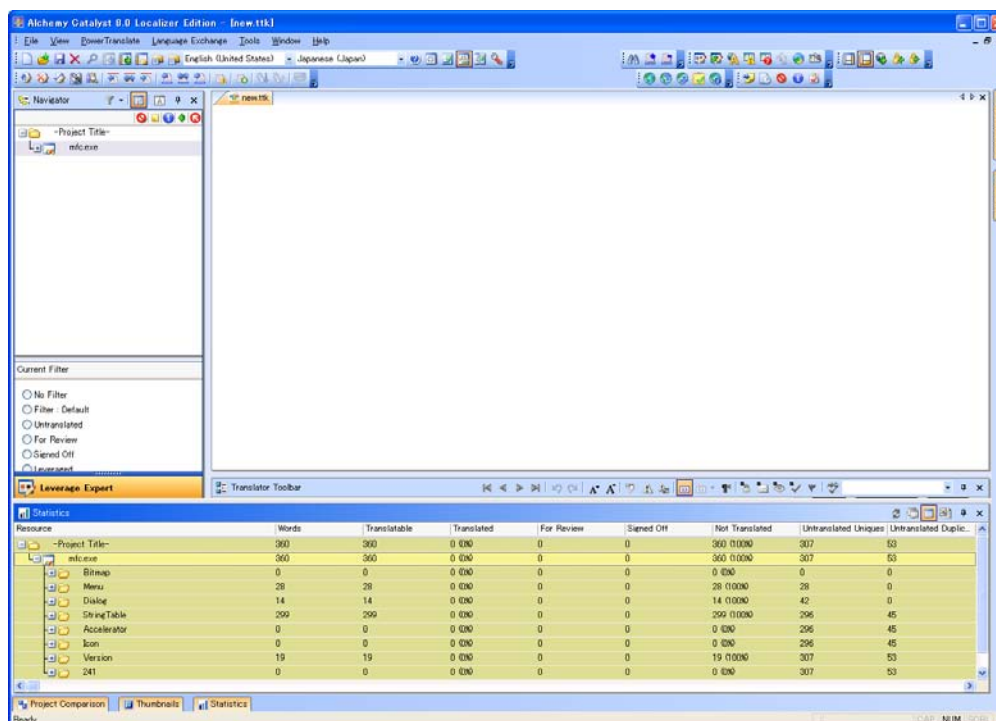 Alchemy Catalyst 8.0 Localizer Edition - [new.ttk]
File View PowerTranslate Language Exchange Tools Window Help
English (United States) Japanese (Japan)
Navigator
new.ttk
-Project Title-
mfc.exe
Current Filter
No Filter
Filter : Default
Untranslated
For Review
Signed Off
Leveraged
Leverage Expert
Translator Toolbar
Statistics
Resource Words Translatable Translated For Review Signed Off Not Translated Untranslated Uniques Untranslated Duplic...
-Project Title- 360 360 0 (0%) 0 0 360 (100%) 307 53
mfc.exe 360 360 0 (0%) 0 0 360 (100%) 307 53
Bitmap 0 0 0 (0%) 0 0 0 (0%) 0 0
Menu 28 28 0 (0%) 0 0 28 (100%) 28 0
Dialog 14 14 0 (0%) 0 0 14 (100%) 42 0
StringTable 299 299 0 (0%) 0 0 299 (100%) 296 45
Accelerator 0 0 0 (0%) 0 0 0 (0%) 296 45
Icon 0 0 0 (0%) 0 0 0 (0%) 296 45
Version 19 19 0 (0%) 0 0 19 (100%) 307 53
241 0 0 0 (0%) 0 0 0 (0%) 307 53
Project Comparison Thumbnails Statistics
Ready CAP NUM SCRL